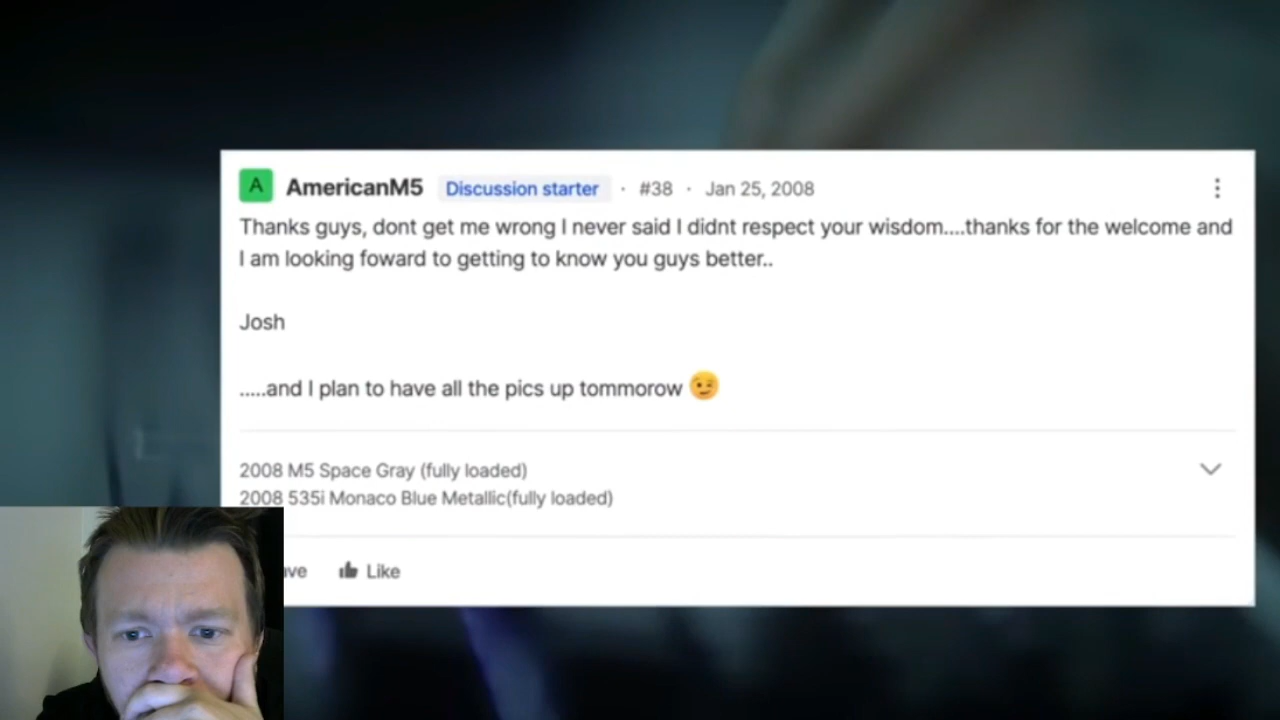 A AmericanM5 Discussion starter · #38 · Jan 25, 2008
Thanks guys, dont get me wrong I never said I didnt respect your wisdom....thanks for the welcome and
I am looking foward to getting to know you guys better..
Josh
.....and I plan to have all the pics up tommorow 😉
2008 M5 Space Gray (fully loaded)
2008 535i Monaco Blue Metallic(fully loaded)
Like